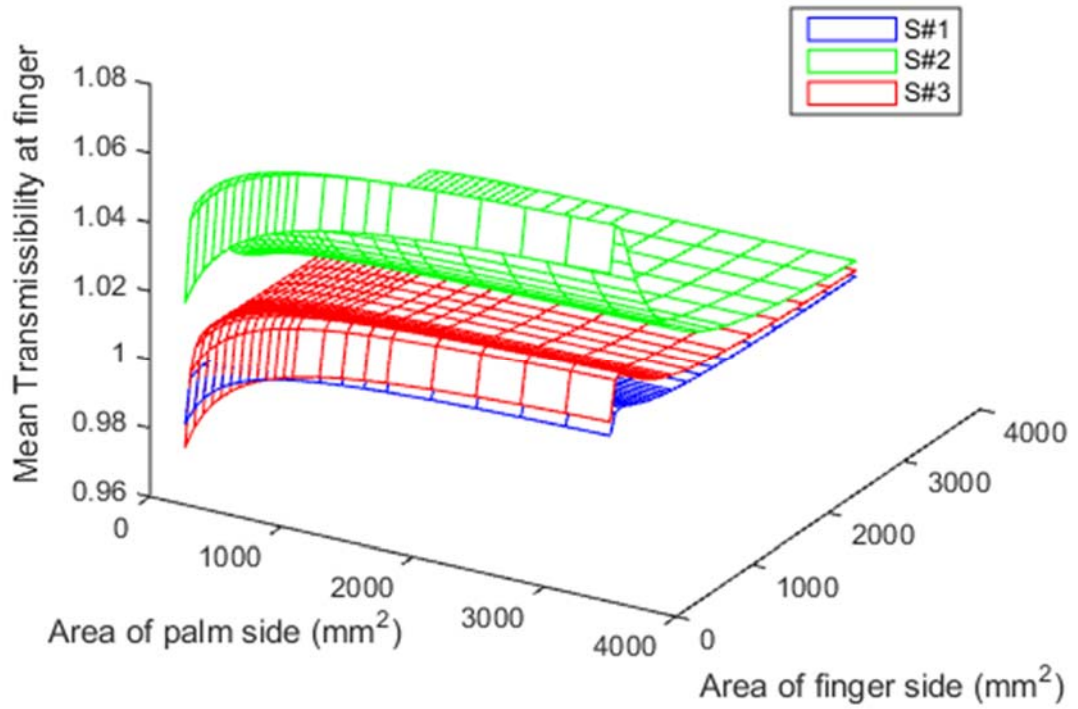 S#1
S#2
S#3
Mean Transmissibility at finger
1.08
1.06
1.04
1.02
1
0.98
0.96
0
1000
2000
3000
4000
Area of palm side (mm²)
0
1000
2000
3000
4000
Area of finger side (mm²)